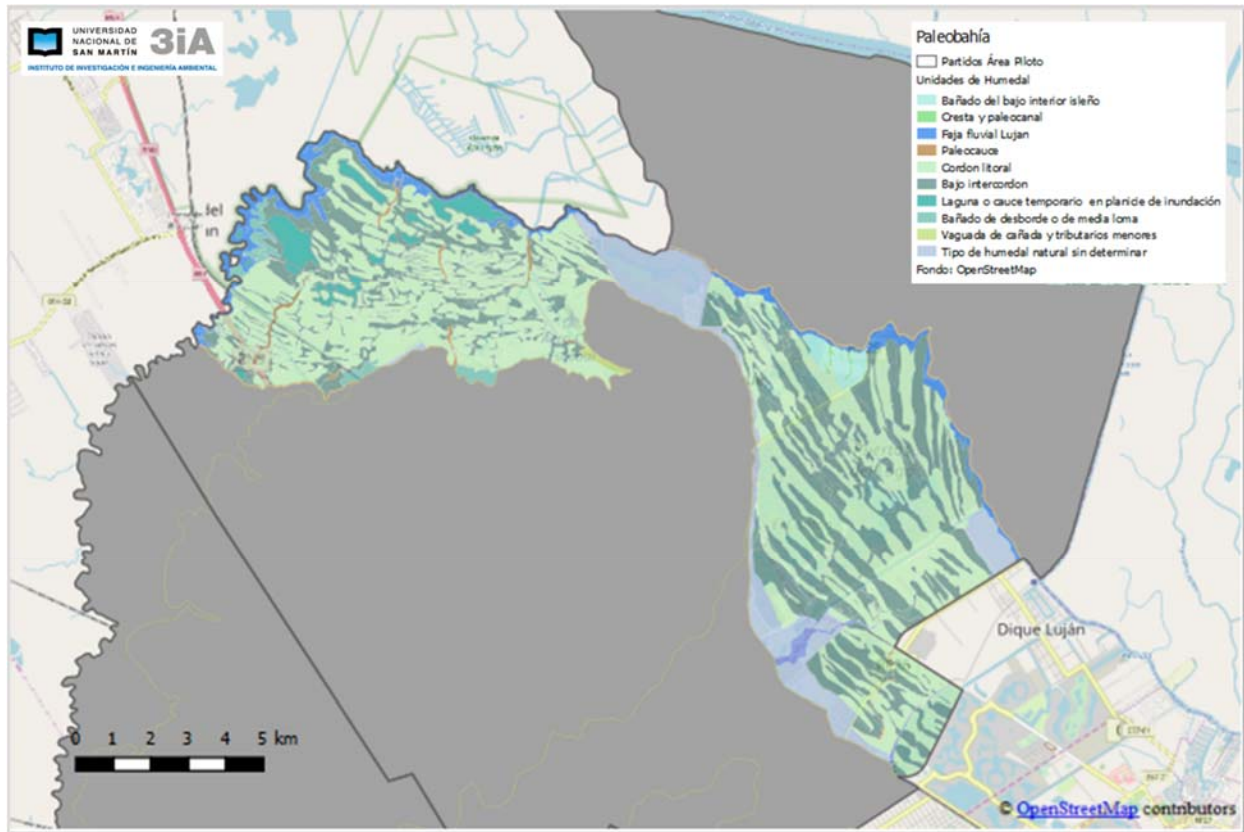 UNIVERSIDAD
NACIONAL DE
SAN MARTÍN
3iA
INSTITUTO DE INVESTIGACIÓN E INGENIERÍA AMBIENTAL
Paleobahía
Partidos Área Piloto
Unidades de Humedal
Bañado del bajo interior isleño
Cresta y paleocanal
Faja fluvial Lujan
Paleocauce
Cordon litoral
Bajo intercordon
Laguna o cauce temporario en planicie de inundación
Bañado de desborde o de media loma
Vaguada de cañada y tributarios menores
Tipo de humedal natural sin determinar
Fondo: OpenStreetMap
Dique Luján
0 1 2 3 4 5 km
© OpenStreetMap contributors